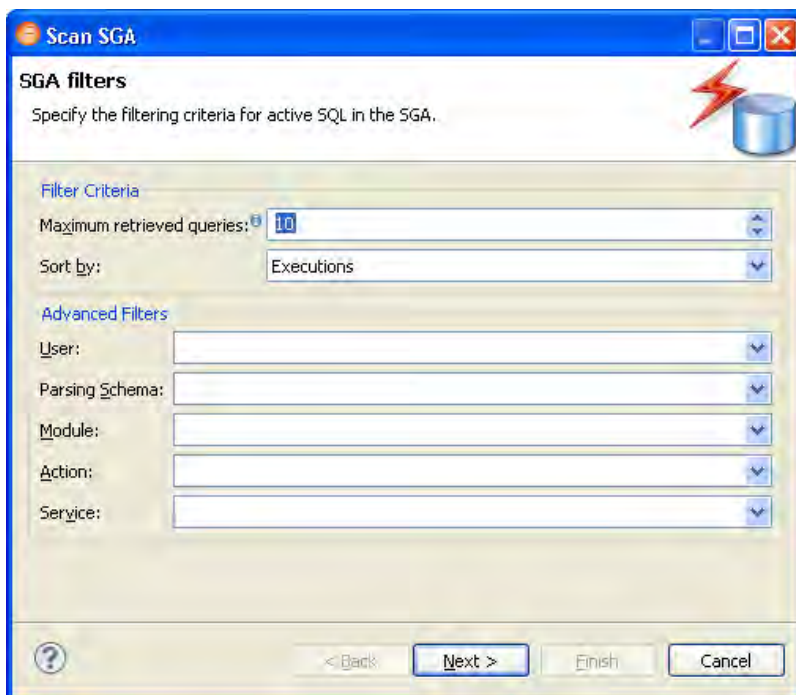 Scan SGA
SGA filters
Specify the filtering criteria for active SQL in the SGA.
Filter Criteria
Maximum retrieved queries: 10
Sort by: Executions
Advanced Filters
User:
Parsing Schema:
Module:
Action:
Service:
< Back Next > Finish Cancel